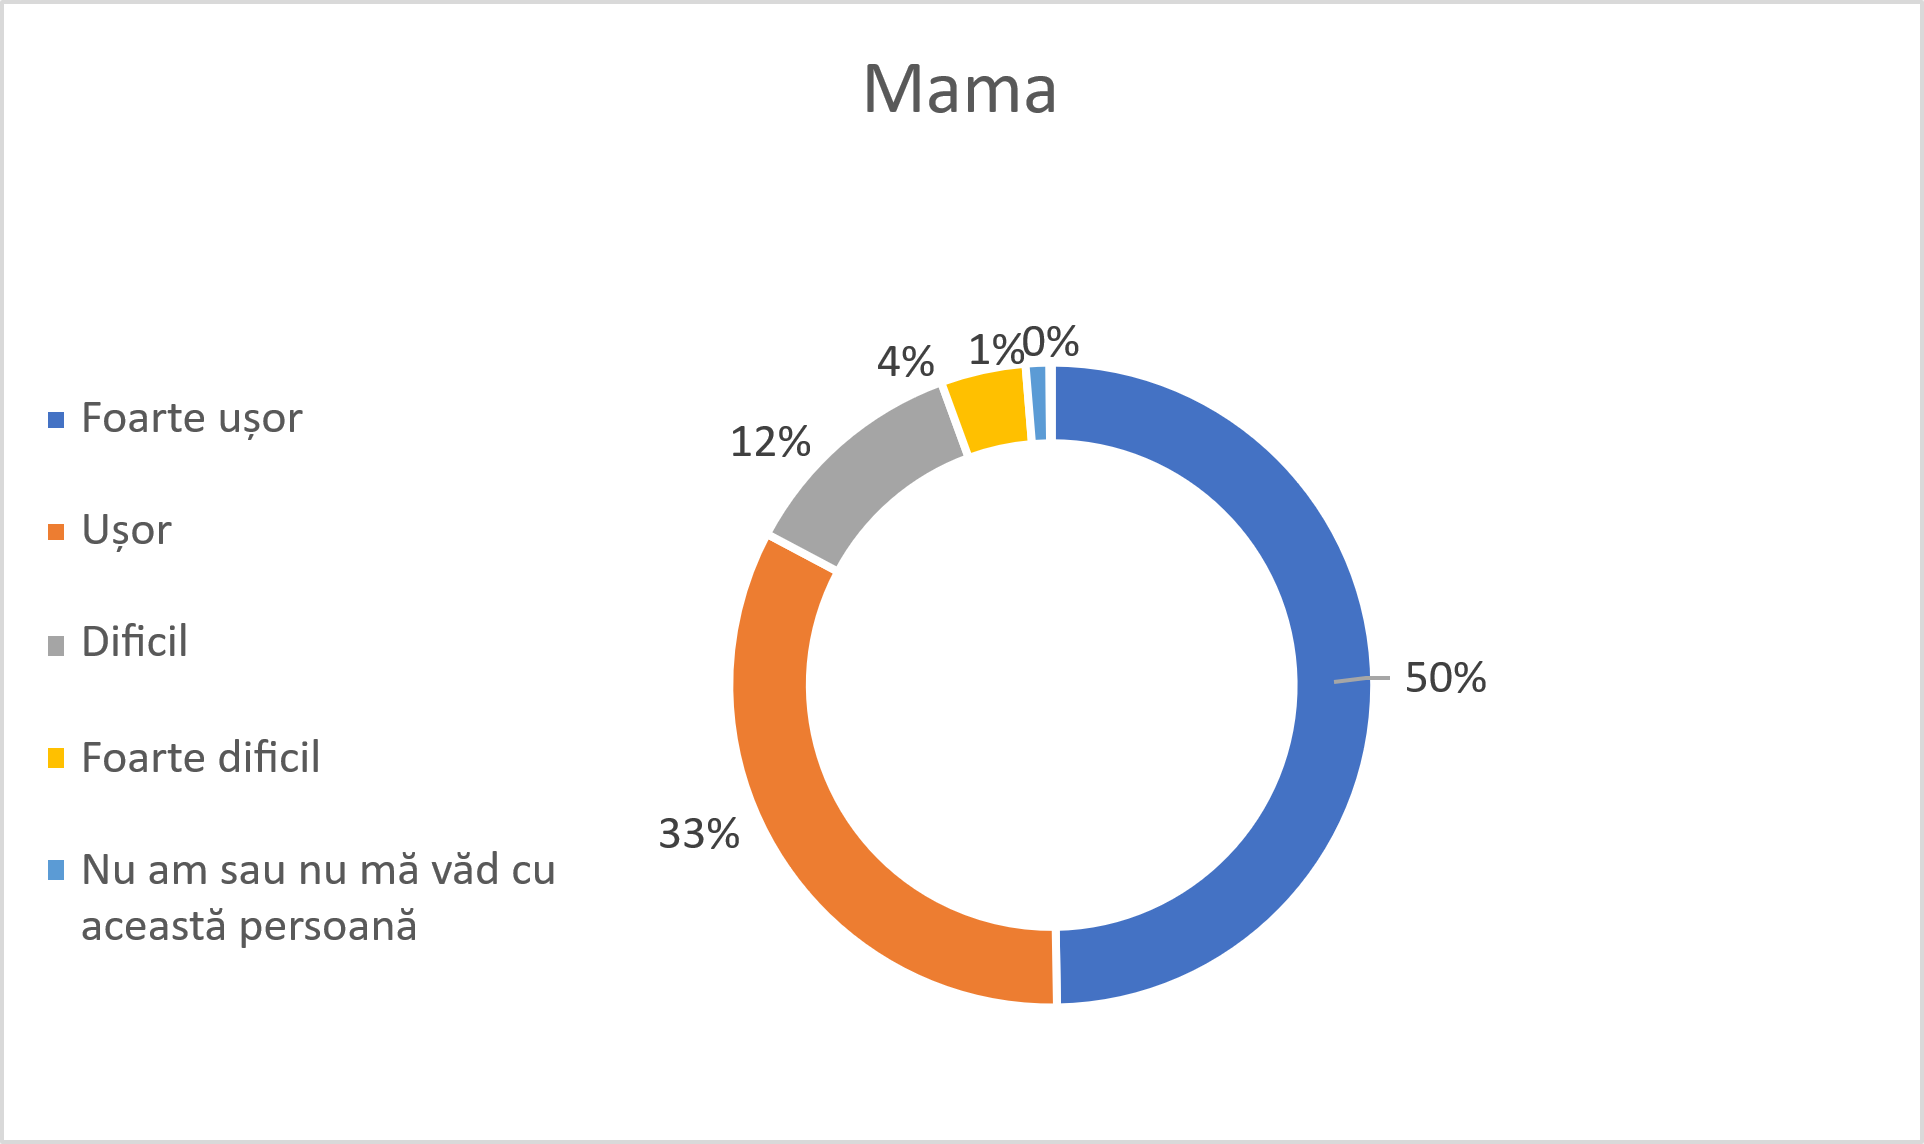 Mama
Foarte ușor
Ușor
Dificil
Foarte dificil
Nu am sau nu mă văd cu
această persoană
50%
33%
12%
4%
1%
0%